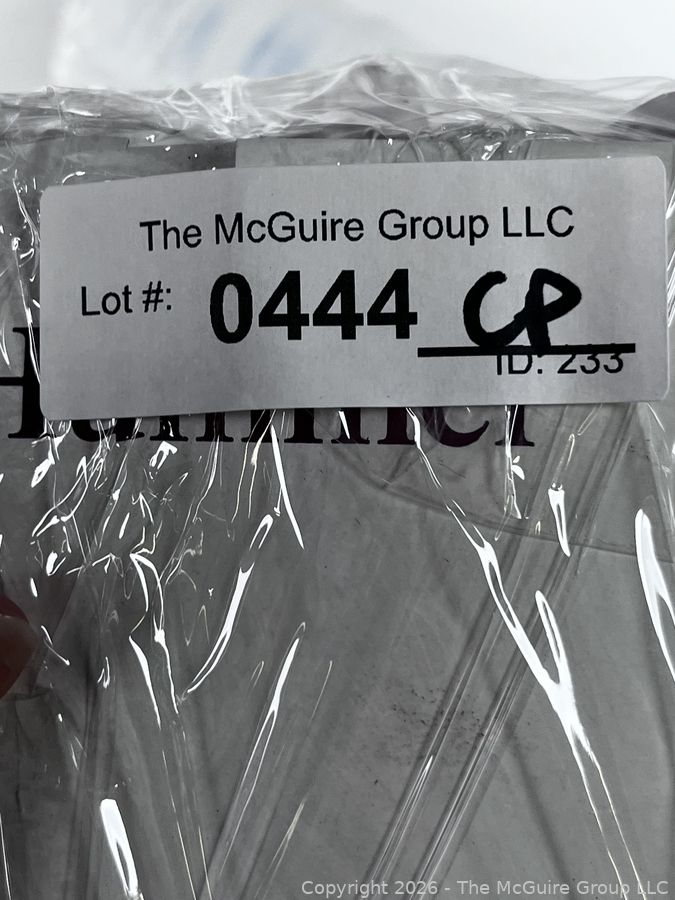 The McGuire Group LLC
Lot #: 0444 CP
ID: 233
Copyright 2026 - The McGuire Group LLC